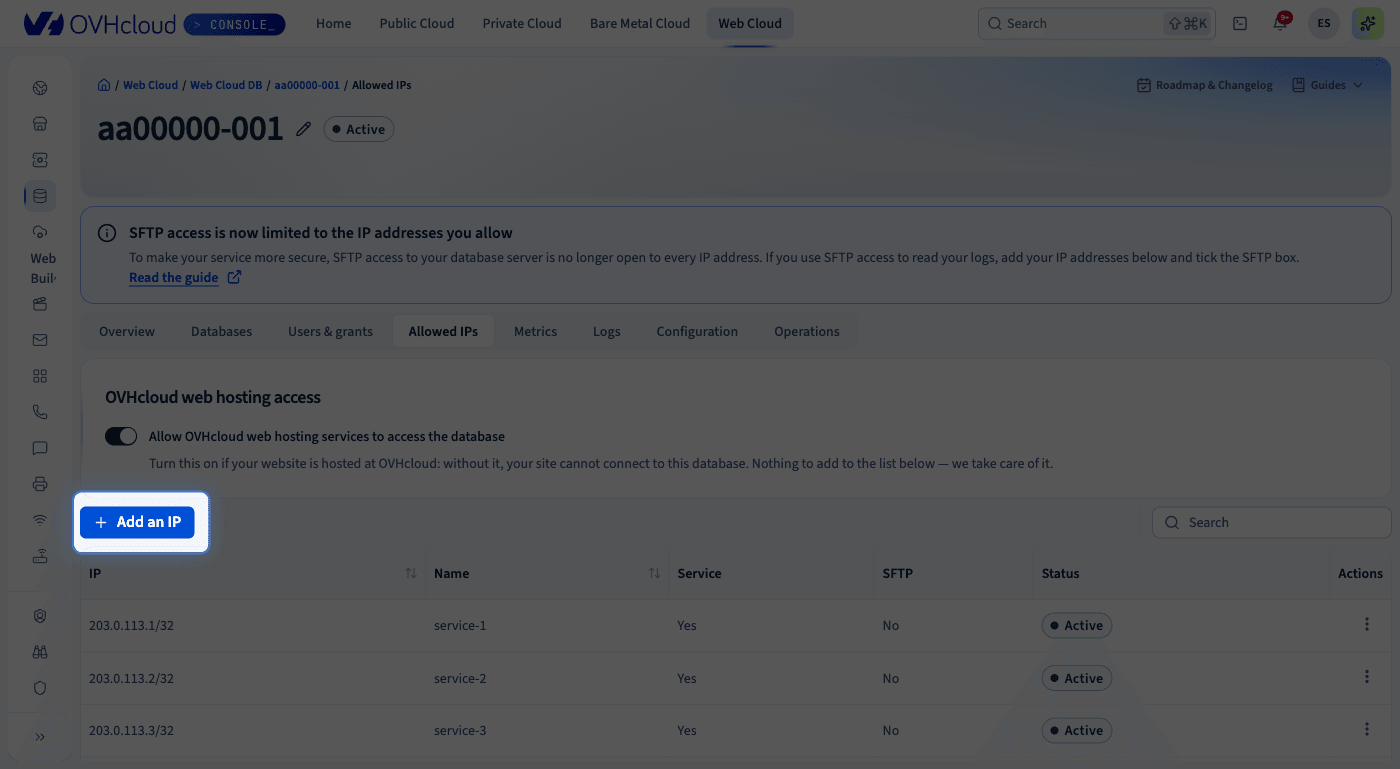 OVHcloud > CONSOLE_ Home Public Cloud Private Cloud Bare Metal Cloud Web Cloud Search ⇧⌘K 9+ ES
/ Web Cloud / Web Cloud DB / aa00000-001 / Allowed IPs Roadmap & Changelog Guides
aa00000-001 Active
SFTP access is now limited to the IP addresses you allow
To make your service more secure, SFTP access to your database server is no longer open to every IP address. If you use SFTP access to read your logs, add your IP addresses below and tick the SFTP box.
Read the guide
Web
Buil
Overview Databases Users & grants Allowed IPs Metrics Logs Configuration Operations
OVHcloud web hosting access
Allow OVHcloud web hosting services to access the database
Turn this on if your website is hosted at OVHcloud: without it, your site cannot connect to this database. Nothing to add to the list below — we take care of it.
+ Add an IP Search
IP Name Service SFTP Status Actions
203.0.113.1/32 service-1 Yes No Active
203.0.113.2/32 service-2 Yes No Active
203.0.113.3/32 service-3 Yes No Active